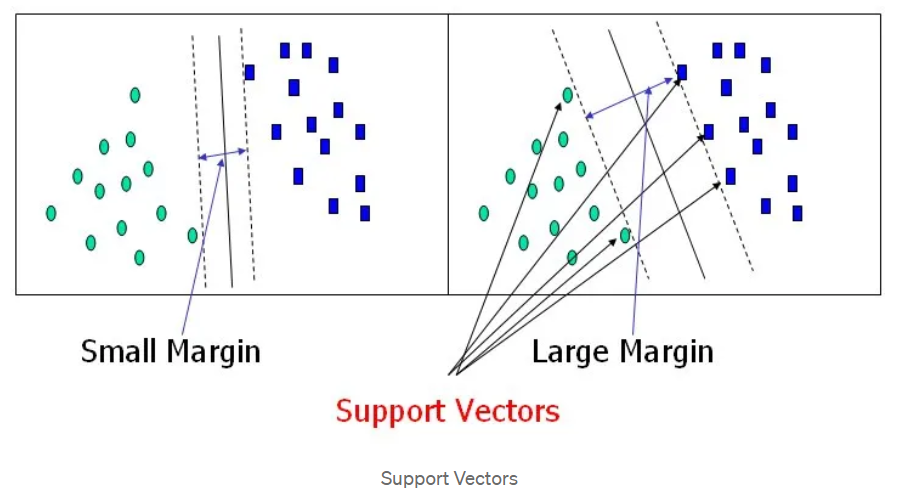 Small Margin
Large Margin
Support Vectors
Support Vectors